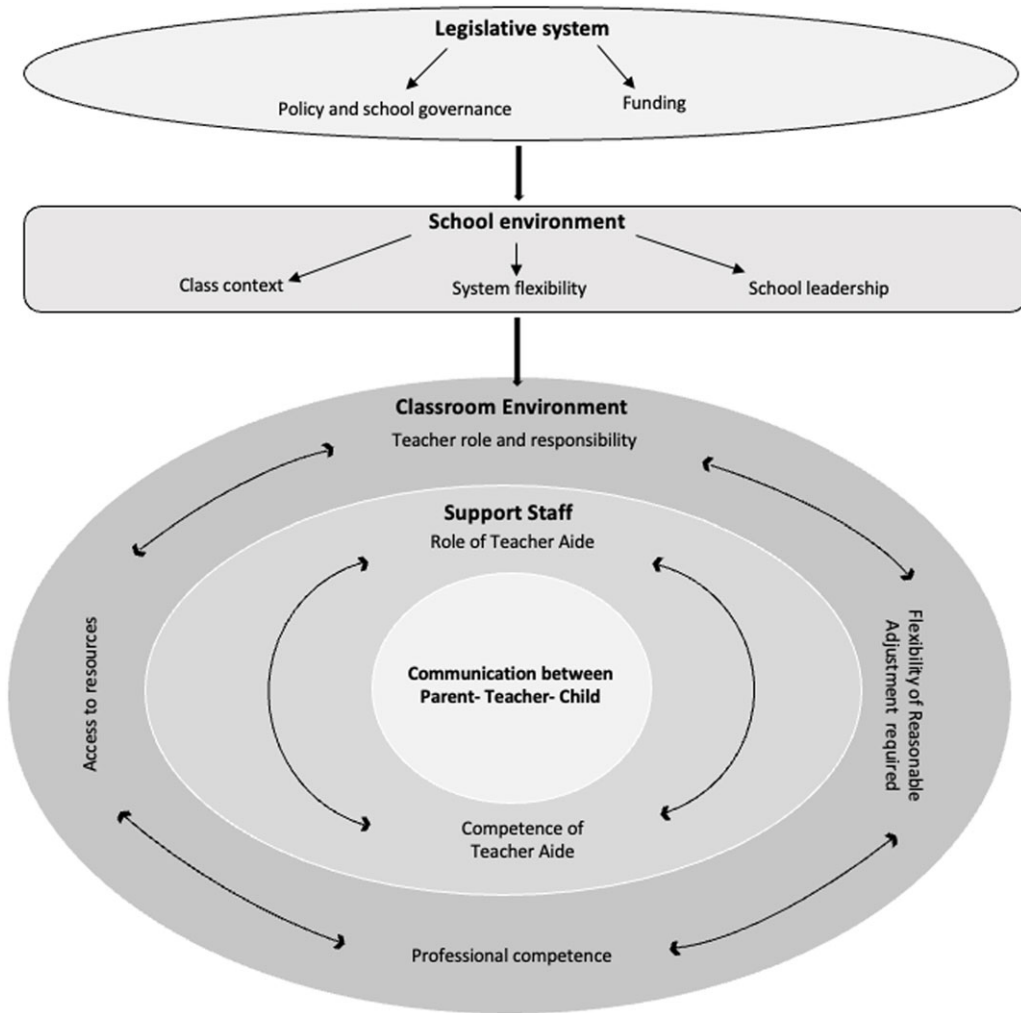 Legislative system
Policy and school governance
Funding
School environment
Class context
System flexibility
School leadership
Classroom Environment
Teacher role and responsibility
Support Staff
Role of Teacher Aide
Access to resources
Communication between
Parent- Teacher- Child
Flexibility of Reasonable
Adjustment required
Competence of
Teacher Aide
Professional competence